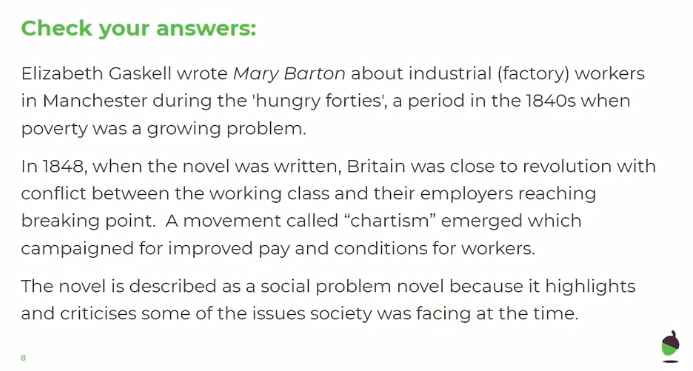 Check your answers:
Elizabeth Gaskell wrote Mary Barton about industrial (factory) workers
in Manchester during the 'hungry forties', a period in the 1840s when
poverty was a growing problem.
In 1848, when the novel was written, Britain was close to revolution with
conflict between the working class and their employers reaching
breaking point.  A movement called “chartism” emerged which
campaigned for improved pay and conditions for workers.
The novel is described as a social problem novel because it highlights
and criticises some of the issues society was facing at the time.
8